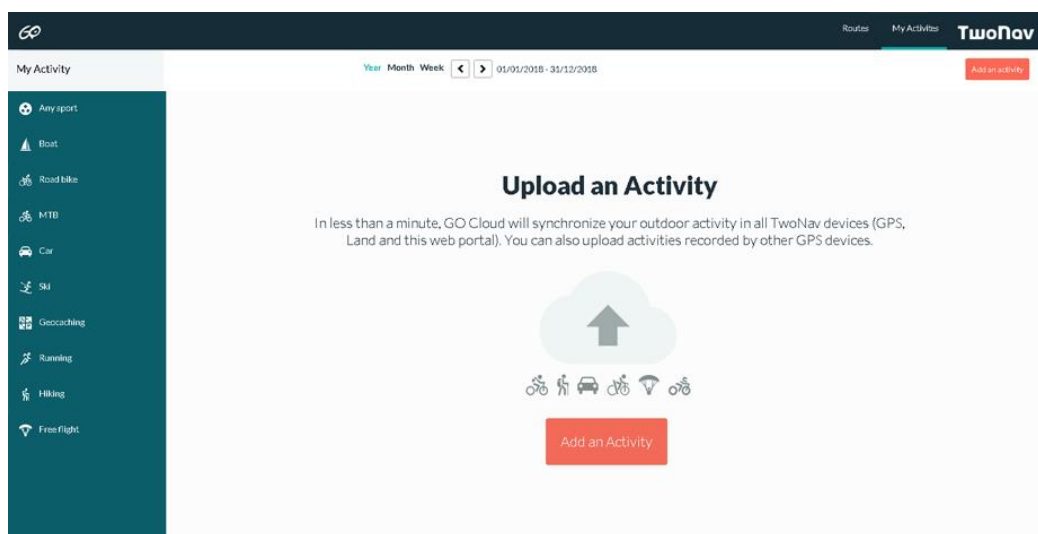 GO
Routes
My Activites
TwoNav
My Activity
Year Month Week 01/01/2018 - 31/12/2018
Add an activity
Any sport
Boat
Road bike
MTB
Car
Ski
Geocaching
Running
Hiking
Free flight
Upload an Activity
In less than a minute, GO Cloud will synchronize your outdoor activity in all TwoNav devices (GPS,
Land and this web portal). You can also upload activities recorded by other GPS devices.
Add an Activity